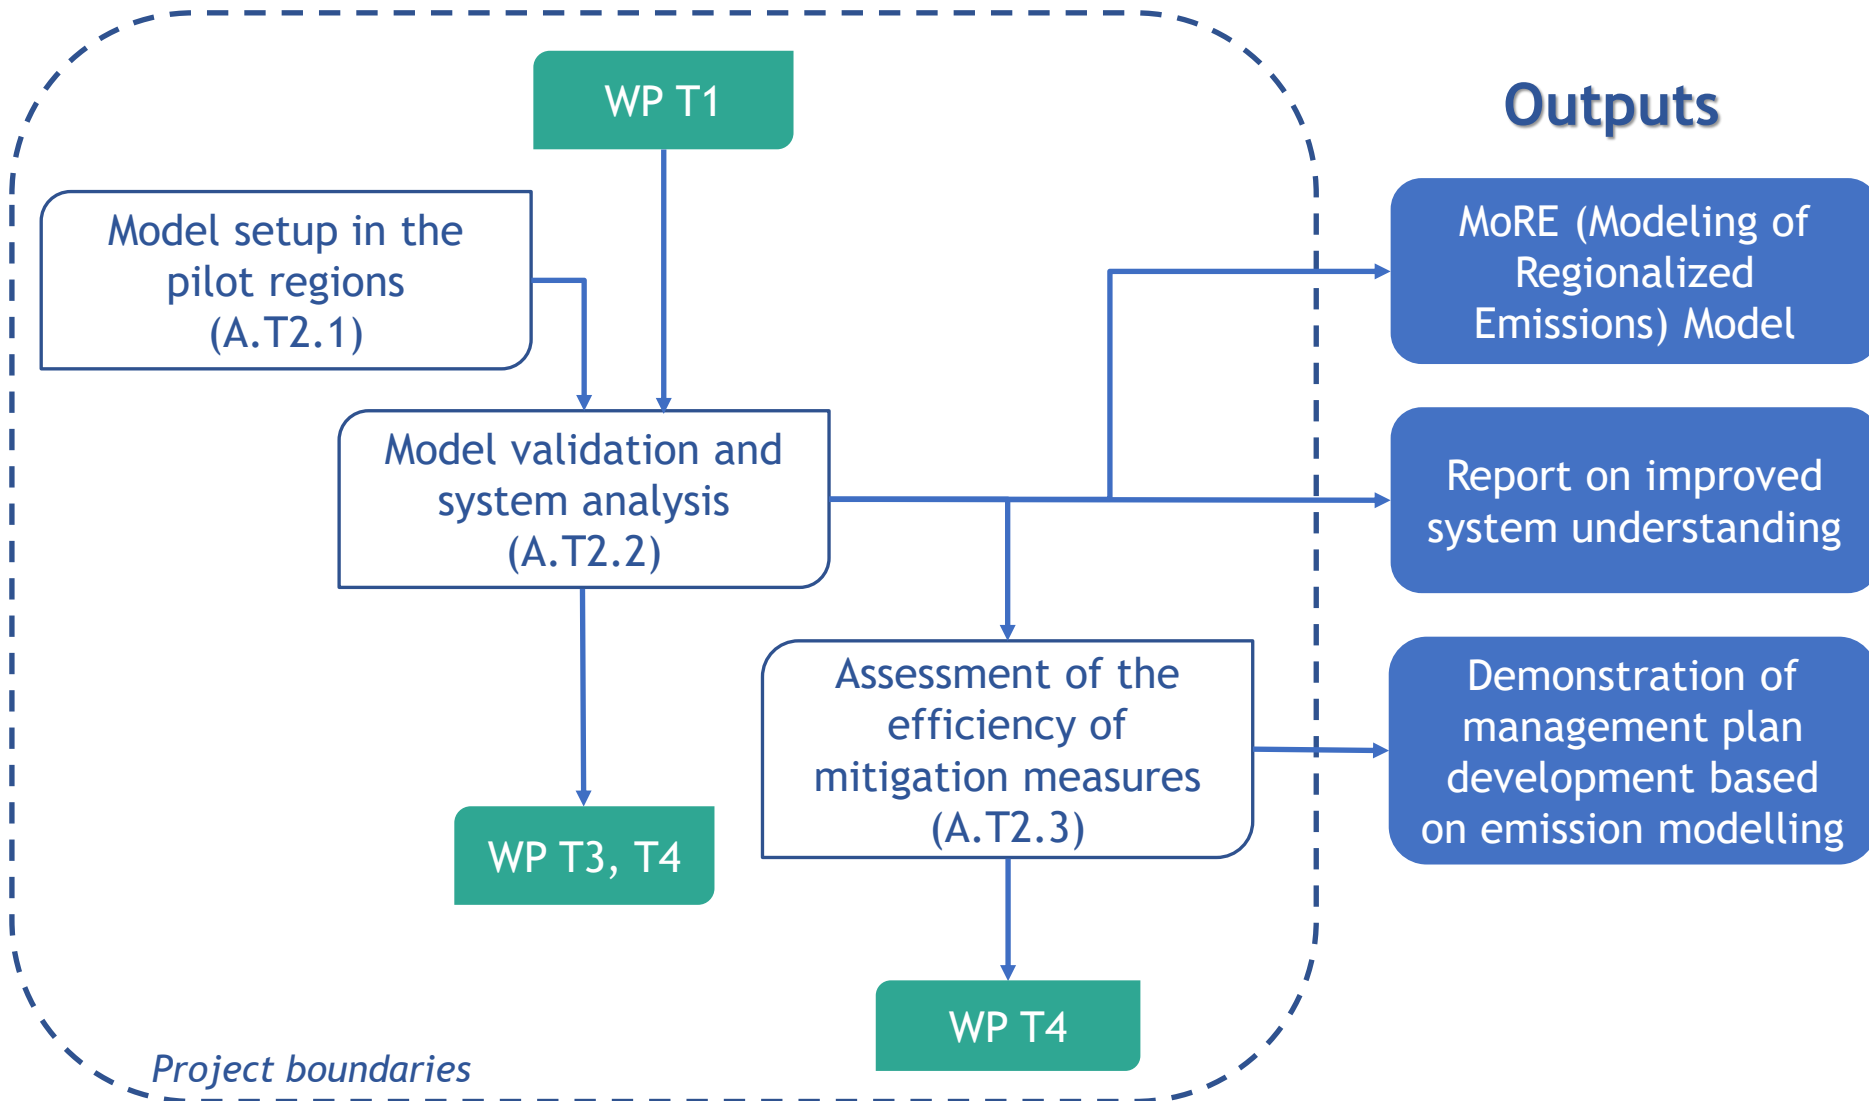 WP T1
Outputs
Model setup in the
pilot regions
(A.T2.1)
MoRE (Modeling of
Regionalized
Emissions) Model
Model validation and
system analysis
(A.T2.2)
Report on improved
system understanding
Assessment of the
efficiency of
mitigation measures
(A.T2.3)
Demonstration of
management plan
development based
on emission modelling
WP T3, T4
WP T4
Project boundaries